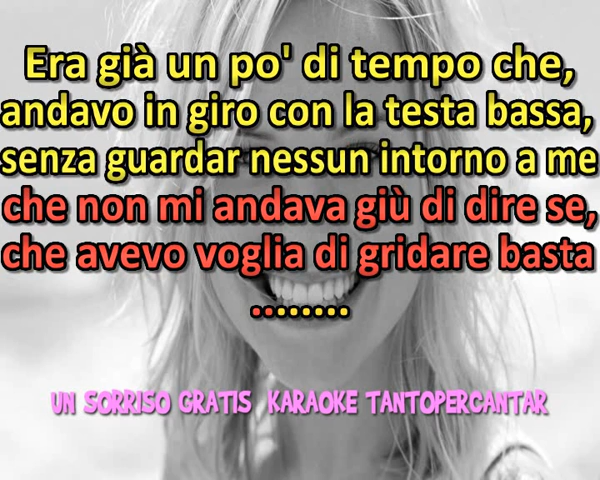 Era già un po' di tempo che,
andavo in giro con la testa bassa,
senza guardar nessun intorno a me
che non mi andava giù di dire se,
che avevo voglia di gridare basta
........
UN SORRISO GRATIS KARAOKE TANTOPERCANTAR